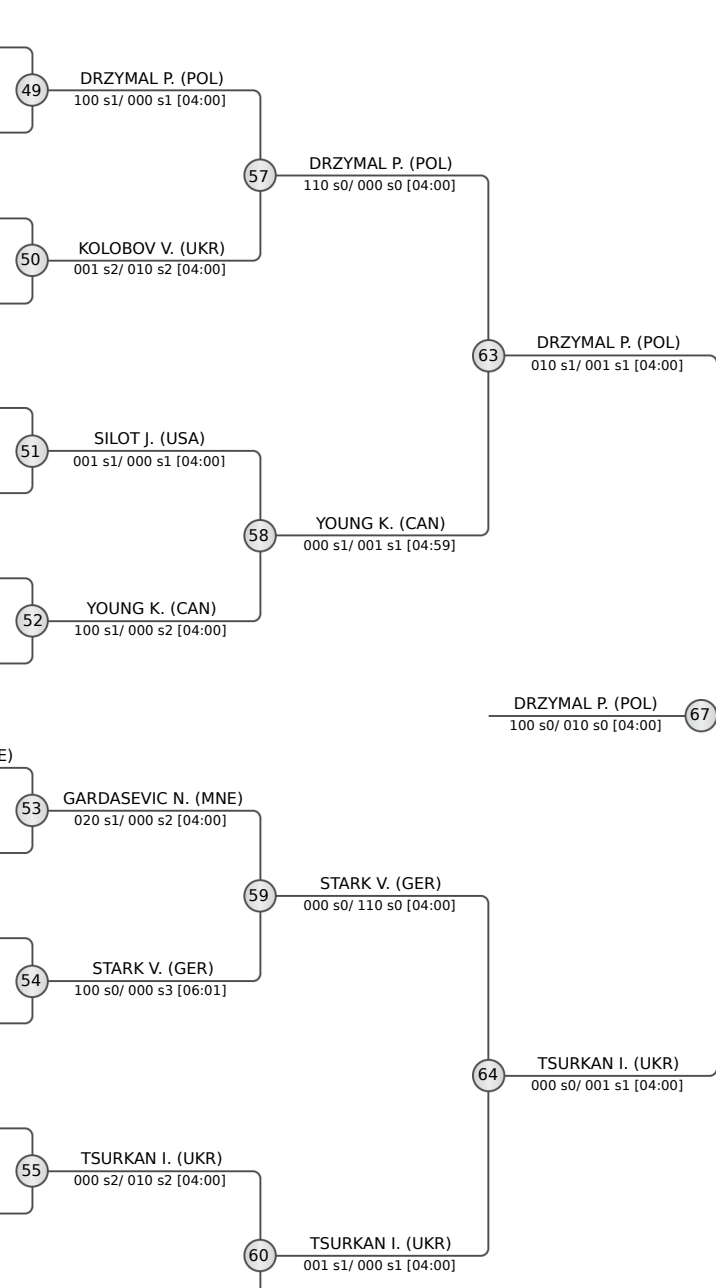 49
DRZYMAL P. (POL)
100 s1/ 000 s1 [04:00]
57
DRZYMAL P. (POL)
110 s0/ 000 s0 [04:00]
50
KOLOBOV V. (UKR)
001 s2/ 010 s2 [04:00]
63
DRZYMAL P. (POL)
010 s1/ 001 s1 [04:00]
51
SILOT J. (USA)
001 s1/ 000 s1 [04:00]
58
YOUNG K. (CAN)
000 s1/ 001 s1 [04:59]
52
YOUNG K. (CAN)
100 s1/ 000 s2 [04:00]
DRZYMAL P. (POL)
100 s0/ 010 s0 [04:00]
67
E)
53
GARDASEVIC N. (MNE)
020 s1/ 000 s2 [04:00]
59
STARK V. (GER)
000 s0/ 110 s0 [04:00]
54
STARK V. (GER)
100 s0/ 000 s3 [06:01]
64
TSURKAN I. (UKR)
000 s0/ 001 s1 [04:00]
55
TSURKAN I. (UKR)
000 s2/ 010 s2 [04:00]
60
TSURKAN I. (UKR)
001 s1/ 000 s1 [04:00]